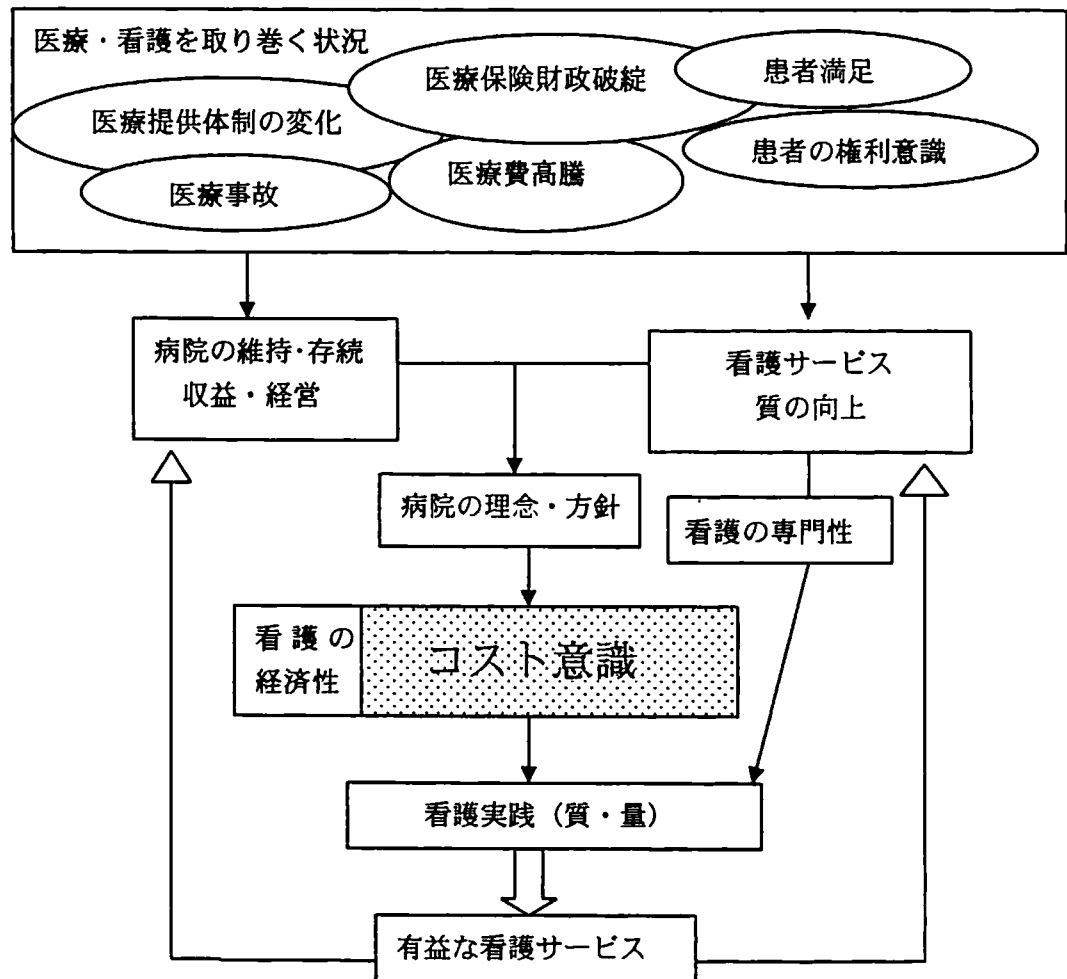 医療・看護を取り巻く状況
医療保険財政破綻
患者満足
医療提供体制の変化
患者の権利意識
医療費高騰
医療事故
病院の維持・存続
収益・経営
看護サービス
質の向上
病院の理念・方針
看護の専門性
看護の
経済性
コスト意識
看護実践（質・量）
有益な看護サービス